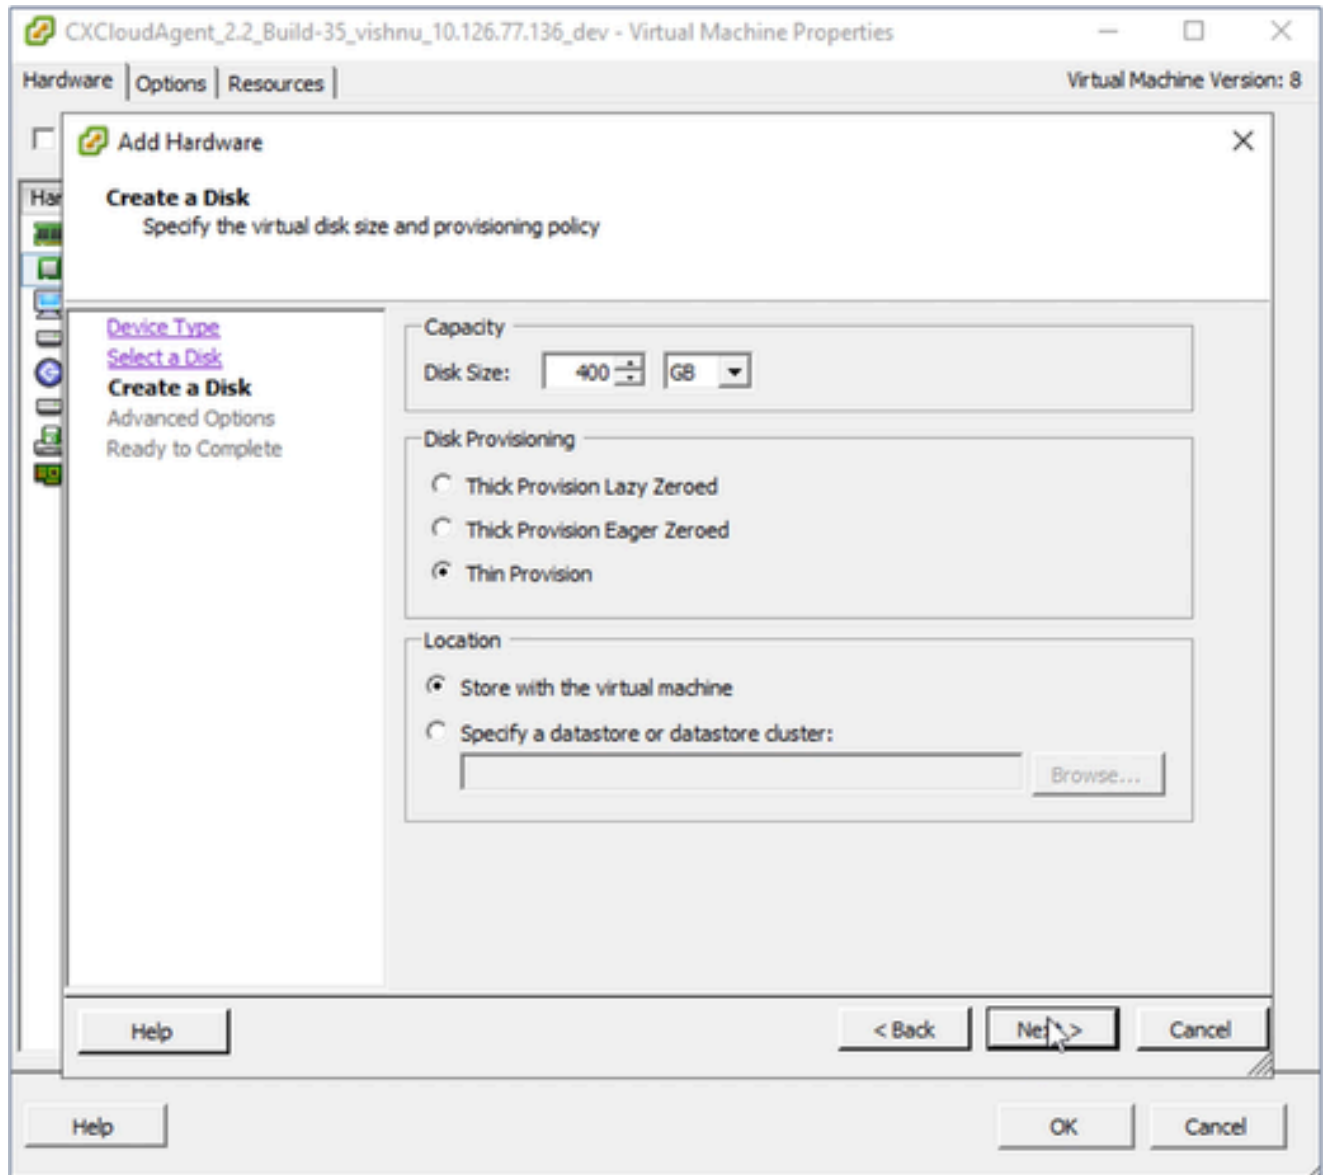 CXCloudAgent_2.2_Build-35_vishnu_10.126.77.136_dev - Virtual Machine Properties
Hardware Options Resources Virtual Machine Version: 8
Add Hardware
Har
Create a Disk
Specify the virtual disk size and provisioning policy
Device Type
Select a Disk
Create a Disk
Advanced Options
Ready to Complete
Capacity
Disk Size: 400 GB
Disk Provisioning
Thick Provision Lazy Zeroed
Thick Provision Eager Zeroed
Thin Provision
Location
Store with the virtual machine
Specify a datastore or datastore cluster:
Browse...
Help < Back Next > Cancel
Help OK Cancel